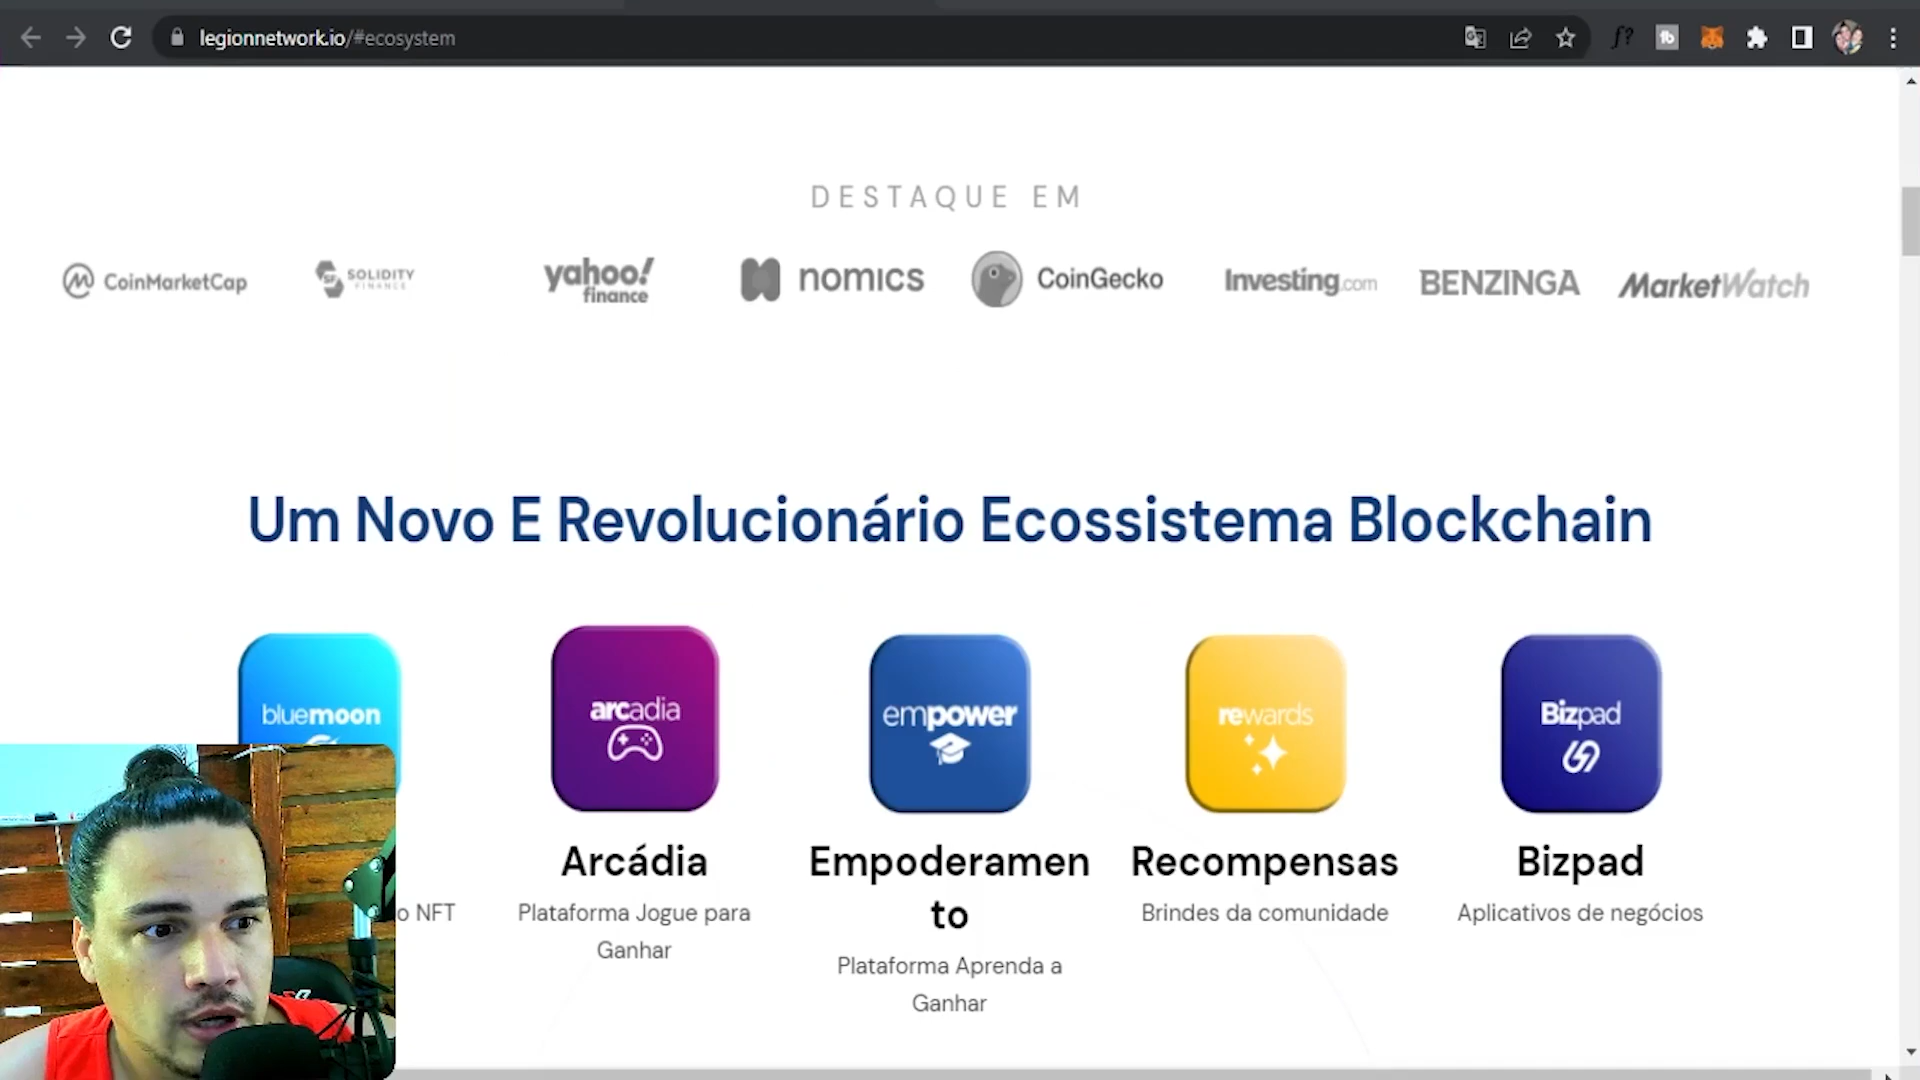 legionnetwork.io/#ecosystem
DESTAQUE EM
CoinMarketCap
SOLIDITY
FINANCE
yahoo!
finance
nomics
CoinGecko
Investing.com
BENZINGA
MarketWatch
Um Novo E Revolucionário Ecossistema Blockchain
bluemoon
arcadia
empower
rewards
Bizpad
Arcádia
Empoderamen
to
Recompensas
Bizpad
o NFT
Plataforma Jogue para
Ganhar
Plataforma Aprenda a
Ganhar
Brindes da comunidade
Aplicativos de negócios